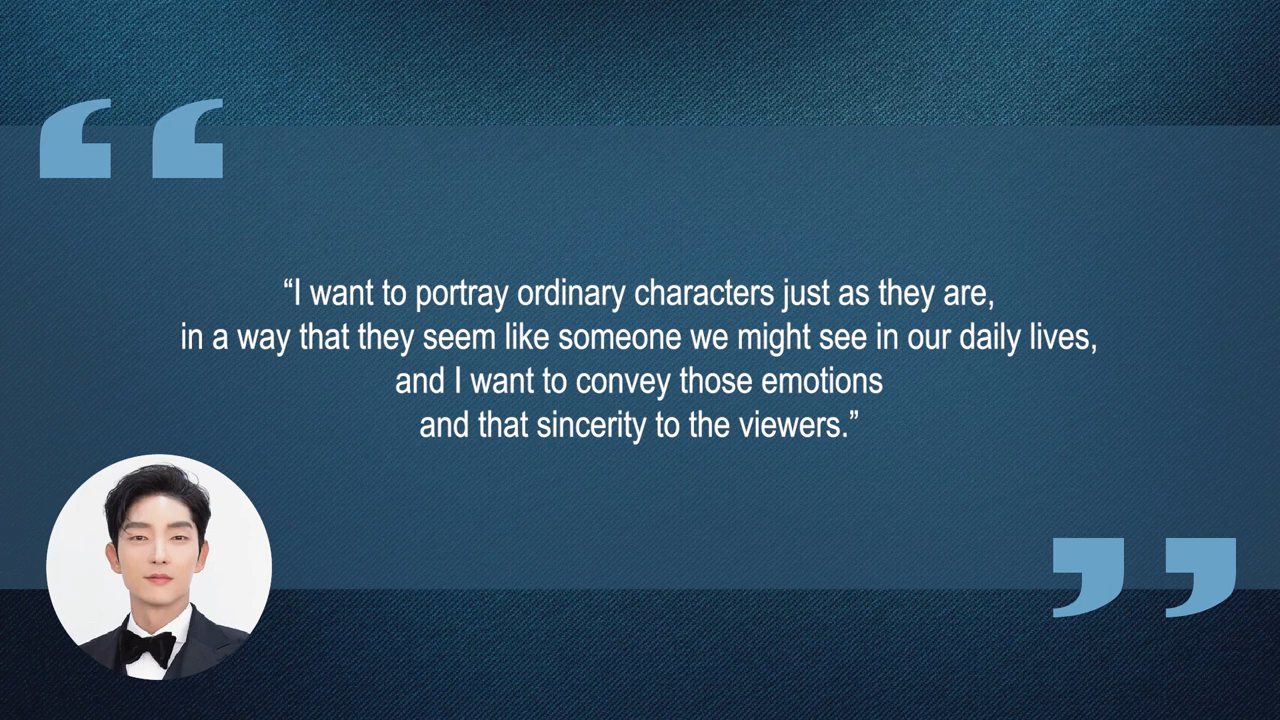 “I want to portray ordinary characters just as they are,
in a way that they seem like someone we might see in our daily lives,
and I want to convey those emotions
and that sincerity to the viewers.”